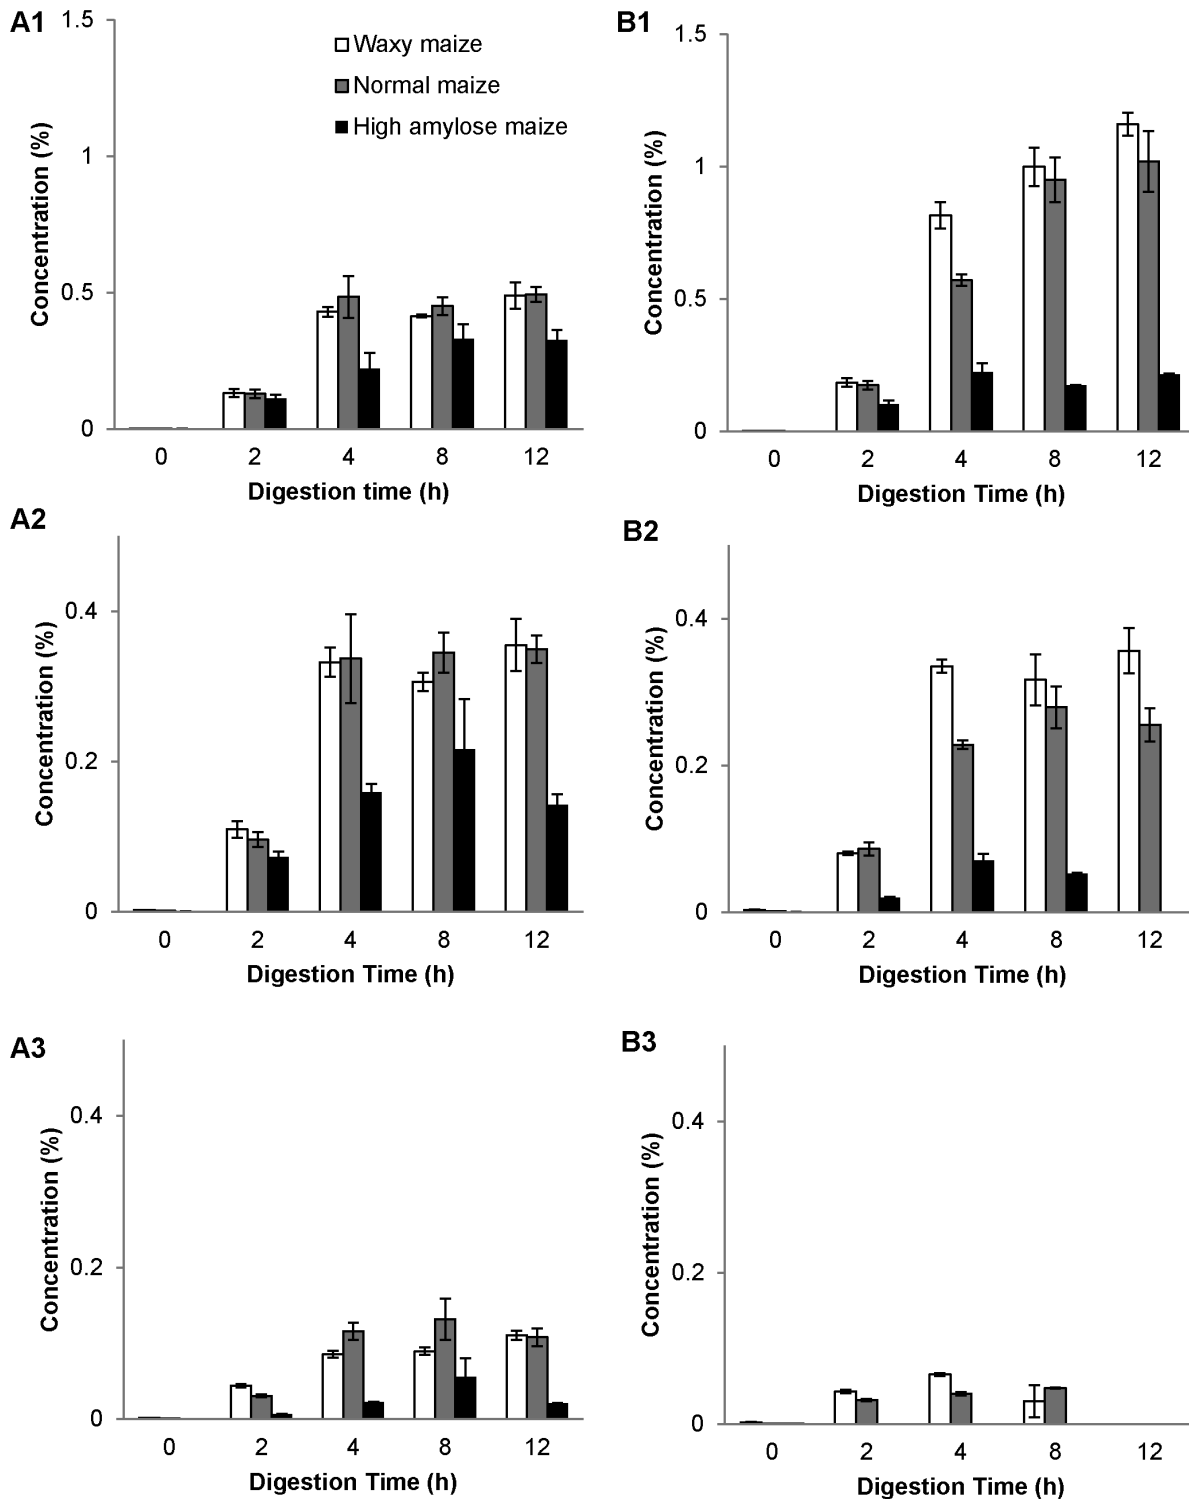 A1
1.5
1
0.5
0
Concentration (%)
Waxy maize
Normal maize
High amylose maize
0 2 4 8 12
Digestion time (h)
B1
1.5
1
0.5
0
Concentration (%)
0 2 4 8 12
Digestion Time (h)
A2
0.4
0.2
0
Concentration (%)
0 2 4 8 12
Digestion Time (h)
B2
0.4
0.2
0
Concentration (%)
0 2 4 8 12
Digestion Time (h)
A3
0.4
0.2
0
Concentration (%)
0 2 4 8 12
Digestion Time (h)
B3
0.4
0.2
0
Concentration (%)
0 2 4 8 12
Digestion Time (h)